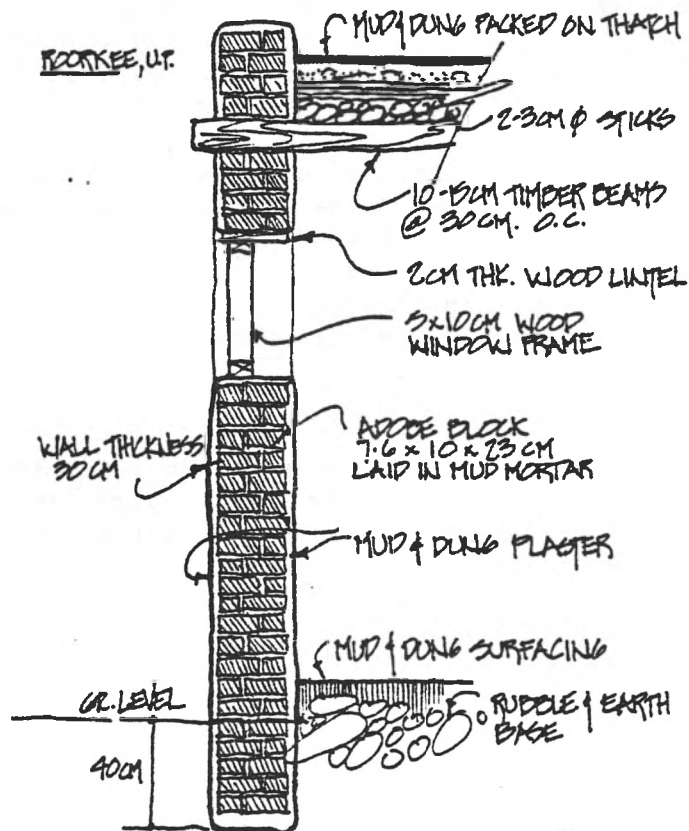 ROORKEE, U.P.
MUD & DUNG PACKED ON THATCH
2-3CM Ø STICKS
10-15CM TIMBER BEAMS
@ 30CM. O.C.
2CM THK. WOOD LINTEL
5x10CM WOOD
WINDOW FRAME
WALL THICKNESS
30CM
ADOBE BLOCK
7.6 x 10 x 23 CM
LAID IN MUD MORTAR
MUD & DUNG PLASTER
MUD & DUNG SURFACING
GR. LEVEL
RUBBLE & EARTH
BASE
40CM